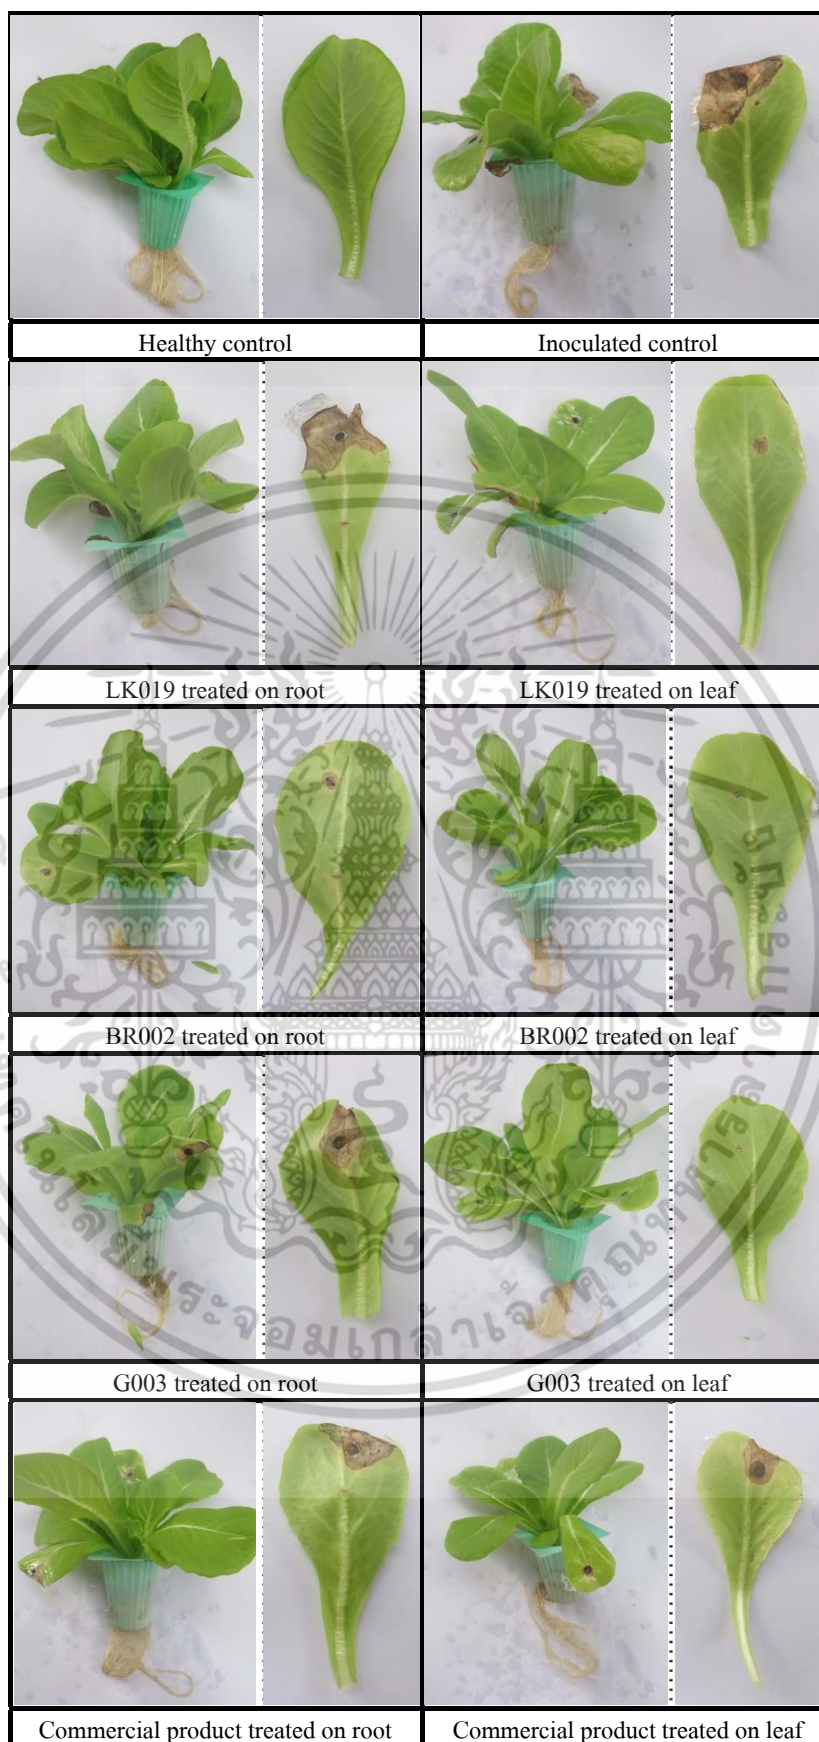 Healthy control
Inoculated control
LK019 treated on root
LK019 treated on leaf
BR002 treated on root
BR002 treated on leaf
G003 treated on root
G003 treated on leaf
Commercial product treated on root
Commercial product treated on leaf